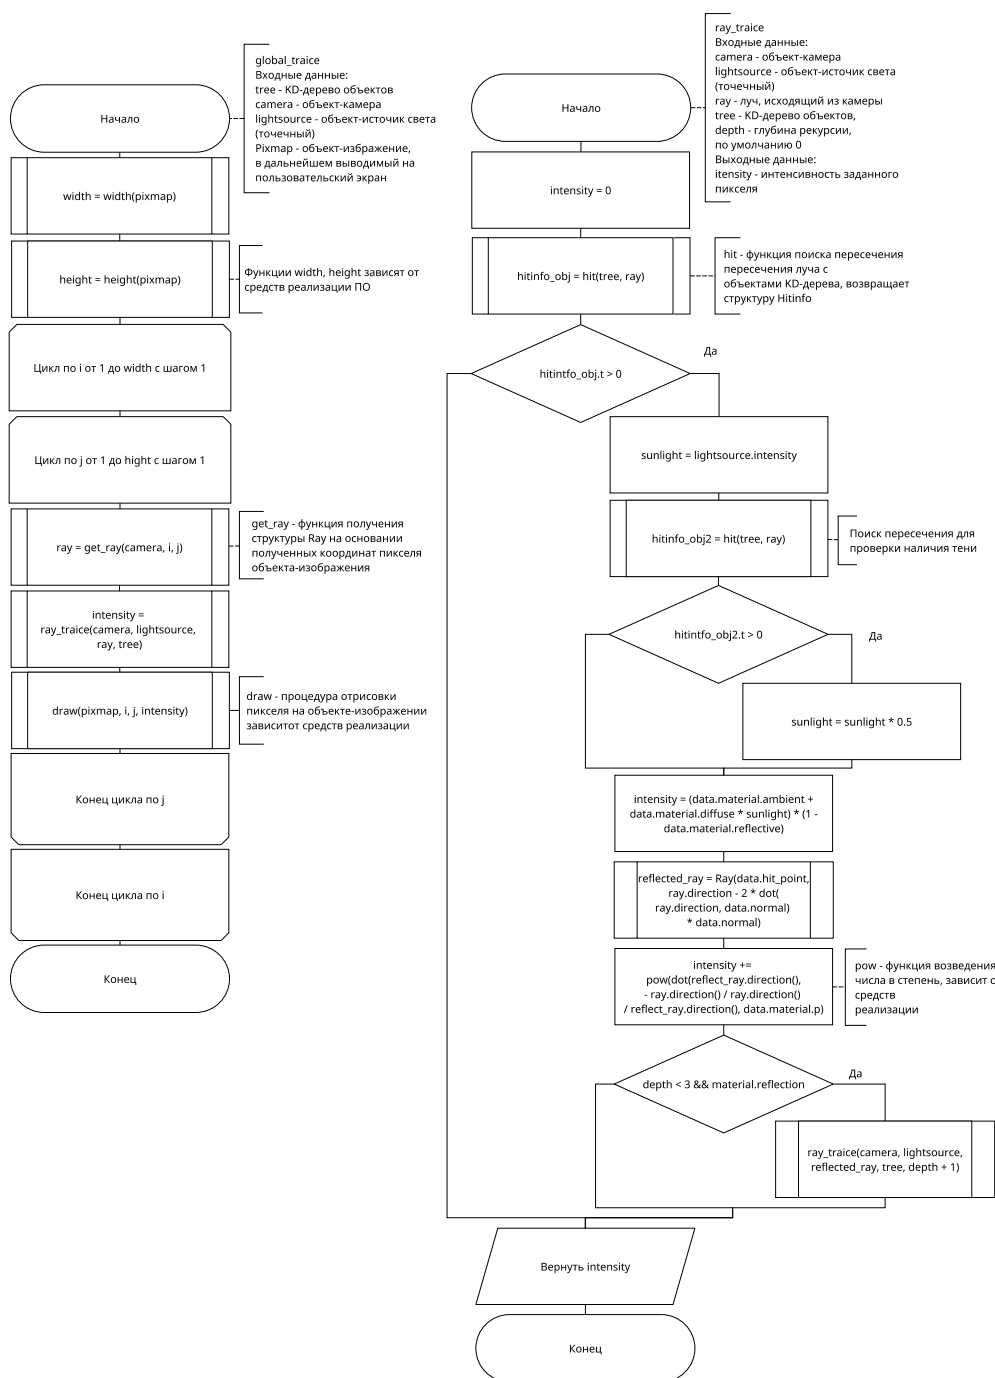 global_traice
Входные данные:
tree - KD-дерево объектов
camera - объект-камера
lightsource - объект-источик света
(точечный)
Pixmap - объект-избражение,
в дальнейшем выводимый на
пользовательский экран
Начало
width = width(pixmap)
height = height(pixmap)
Функции width, height зависят от
средств реализации ПО
Цикл по i от 1 до width с шагом 1
Цикл по j от 1 до hight с шагом 1
ray = get_ray(camera, i, j)
get_ray - функция получения
структуры Ray на основании
полученных координат пикселя
объекта-изображения
intensity =
ray_traice(camera, lightsource,
ray, tree)
draw(pixmap, i, j, intensity)
draw - процедура отрисовки
пикселя на объекте-изображении
зависитот средств реализации
Конец цикла по j
Конец цикла по i
Конец
ray_traice
Входные данные:
camera - объект-камера
lightsource - объект-источик света
(точечный)
ray - луч, исходящий из камеры
tree - KD-дерево объектов,
depth - глубина рекурсии,
по умолчанию 0
Выходные данные:
itensity - интенсивность заданного
пикселя
Начало
intensity = 0
hitinfo_obj = hit(tree, ray)
hit - функция поиска пересечения
пересечения луча с
объектами KD-дерева, возвращает
структуру Hitinfo
hitintfo_obj.t > 0
Да
sunlight = lightsource.intensity
hitinfo_obj2 = hit(tree, ray)
Поиск пересечения для
проверки наличия тени
hitintfo_obj2.t > 0
Да
sunlight = sunlight * 0.5
intensity = (data.material.ambient +
data.material.diffuse * sunlight) * (1 -
data.material.reflective)
reflected_ray = Ray(data.hit_point,
ray.direction - 2 * dot(
ray.direction, data.normal)
* data.normal)
intensity +=
pow(dot(reflect_ray.direction(),
- ray.direction() / ray.direction()
/ reflect_ray.direction(), data.material.p)
pow - функция возведения
числа в степень, зависит о
средств
реализации
depth < 3 && material.reflection
Да
ray_traice(camera, lightsource,
reflected_ray, tree, depth + 1)
Вернуть intensity
Конец